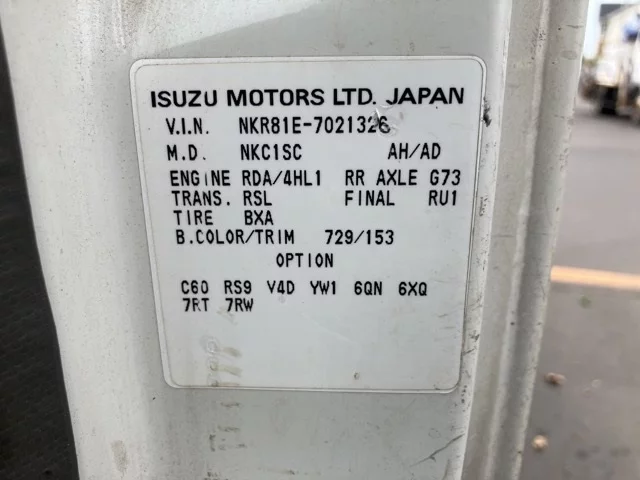 ISUZU MOTORS LTD. JAPAN
V.I.N. NKR81E-7021326
M.D. NKC1SC AH/AD
ENGINE RDA/4HL1 RR AXLE G73
TRANS. RSL FINAL RU1
TIRE BXA
B.COLOR/TRIM 729/153
OPTION
C60 RS9 V4D YW1 6QN 6XQ
7RT 7RW